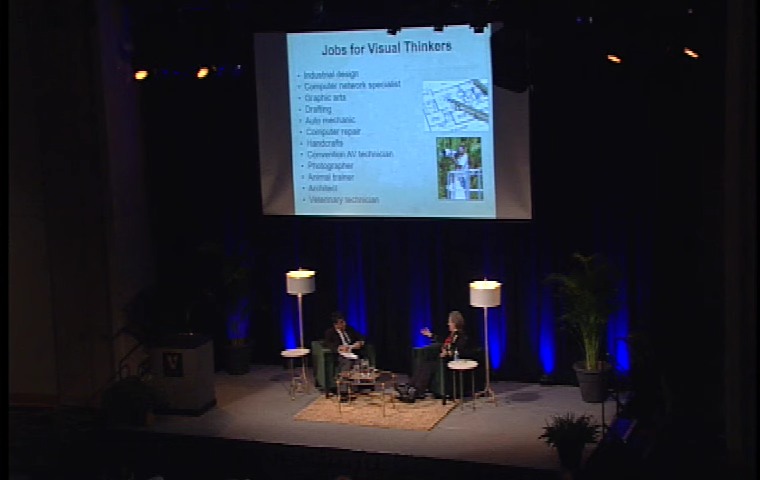 Jobs for Visual Thinkers
• Industrial design
• Computer network specialist
• Graphic arts
• Drafting
• Auto mechanic
• Computer repair
• Handcrafts
• Convention AV technician
• Photographer
• Animal trainer
• Architect
• Veterinary technician
V